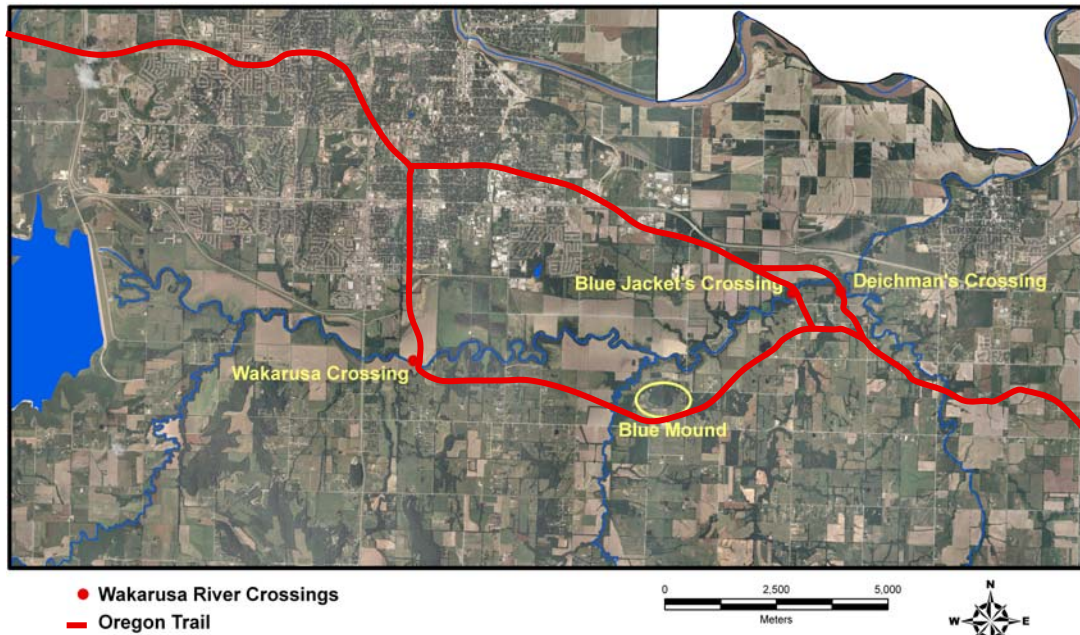 Blue Jacket's Crossing
Deichman's Crossing
Wakarusa Crossing
Blue Mound
Wakarusa River Crossings
Oregon Trail
0 2,500 5,000
Meters
N
W E
S